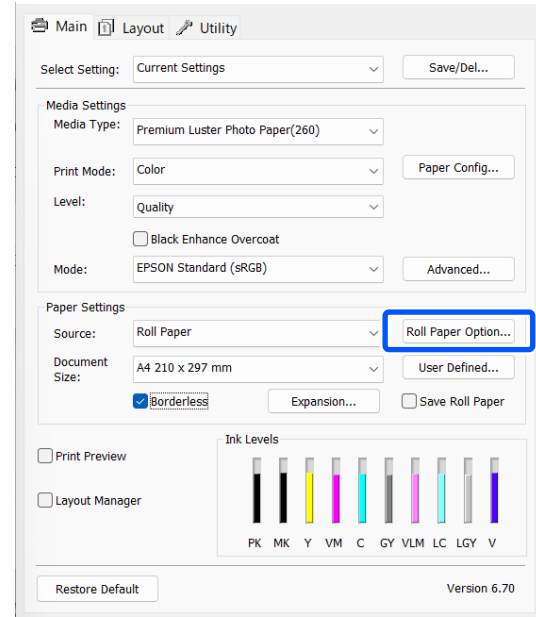 Main Layout Utility
Select Setting: Current Settings Save/Del...
Media Settings
Media Type: Premium Luster Photo Paper(260)
Print Mode: Color Paper Config...
Level: Quality
Black Enhance Overcoat
Mode: EPSON Standard (sRGB) Advanced...
Paper Settings
Source: Roll Paper Roll Paper Option...
Document
Size: A4 210 x 297 mm User Defined...
Borderless Expansion... Save Roll Paper
Ink Levels
Print Preview
Layout Manager
PK MK Y VM C GY VLM LC LGY V
Restore Default Version 6.70